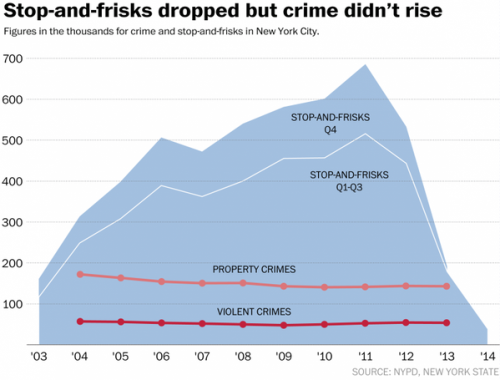 Stop-and-frisks dropped but crime didn’t rise
Figures in the thousands for crime and stop-and-frisks in New York City.
700
600
500
400
300
200
100
STOP-AND-FRISKS
Q4
STOP-AND-FRISKS
Q1-Q3
PROPERTY CRIMES
VIOLENT CRIMES
'03 '04 '05 '06 '07 '08 '09 '10 '11 '12 '13 '14
SOURCE: NYPD, NEW YORK STATE